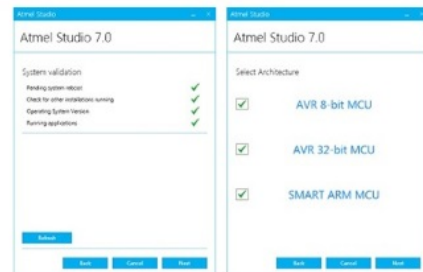 Atmel Studio
Atmel Studio 7.0
System validation
Pending system reboot
Check for other installations running
Operating System Version
Running applications
Refresh
Back
Cancel
Next
Atmel Studio
Atmel Studio 7.0
Select Architecture
AVR 8-bit MCU
AVR 32-bit MCU
SMART ARM MCU
Back
Cancel
Next